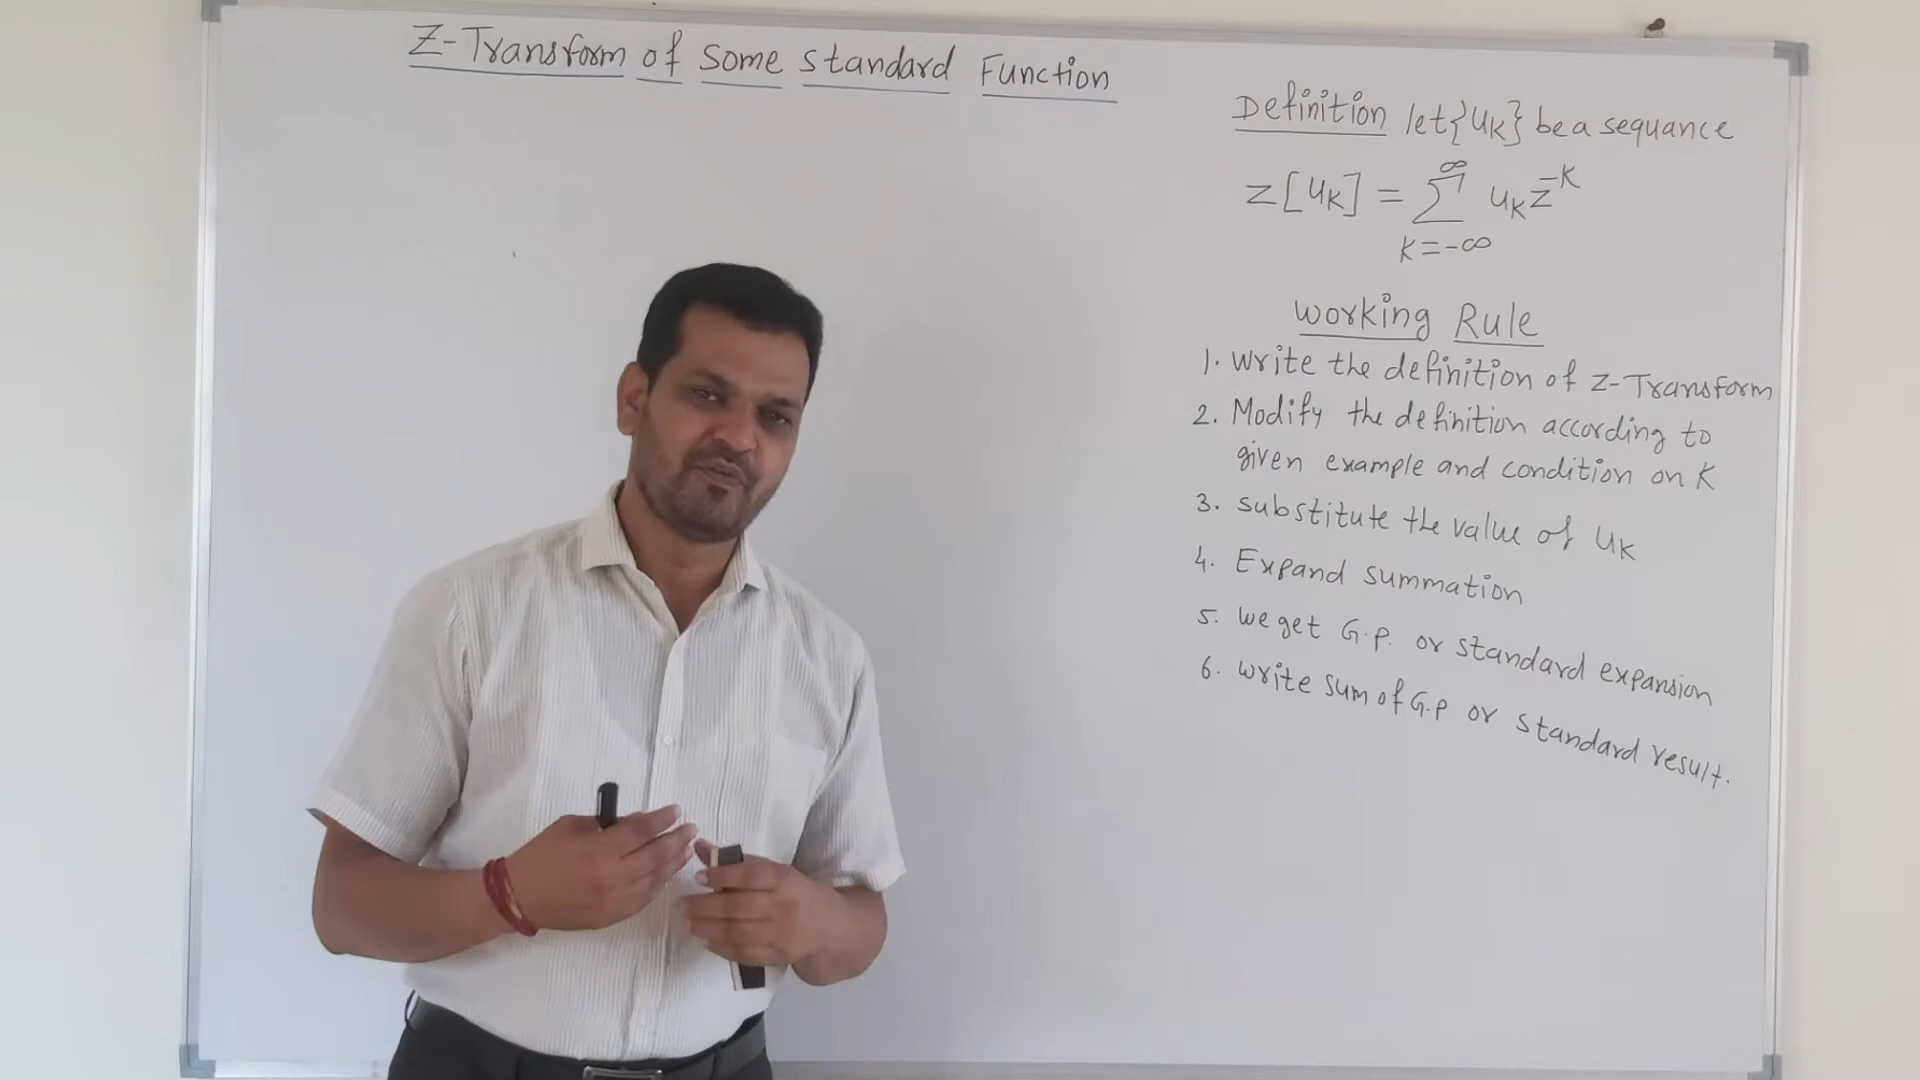 Z-Transform of some standard Function
Definition let {uK} be a sequance
Z[uK] = ∑ uK z^-K
∞
K=-∞
Working Rule
1. Write the definition of Z-Transform
2. Modify the definition according to
given example and condition on K
3. substitute the value of uK
4. Expand summation
5. we get G.P. or standard expansion
6. write sum of G.P or standard result.